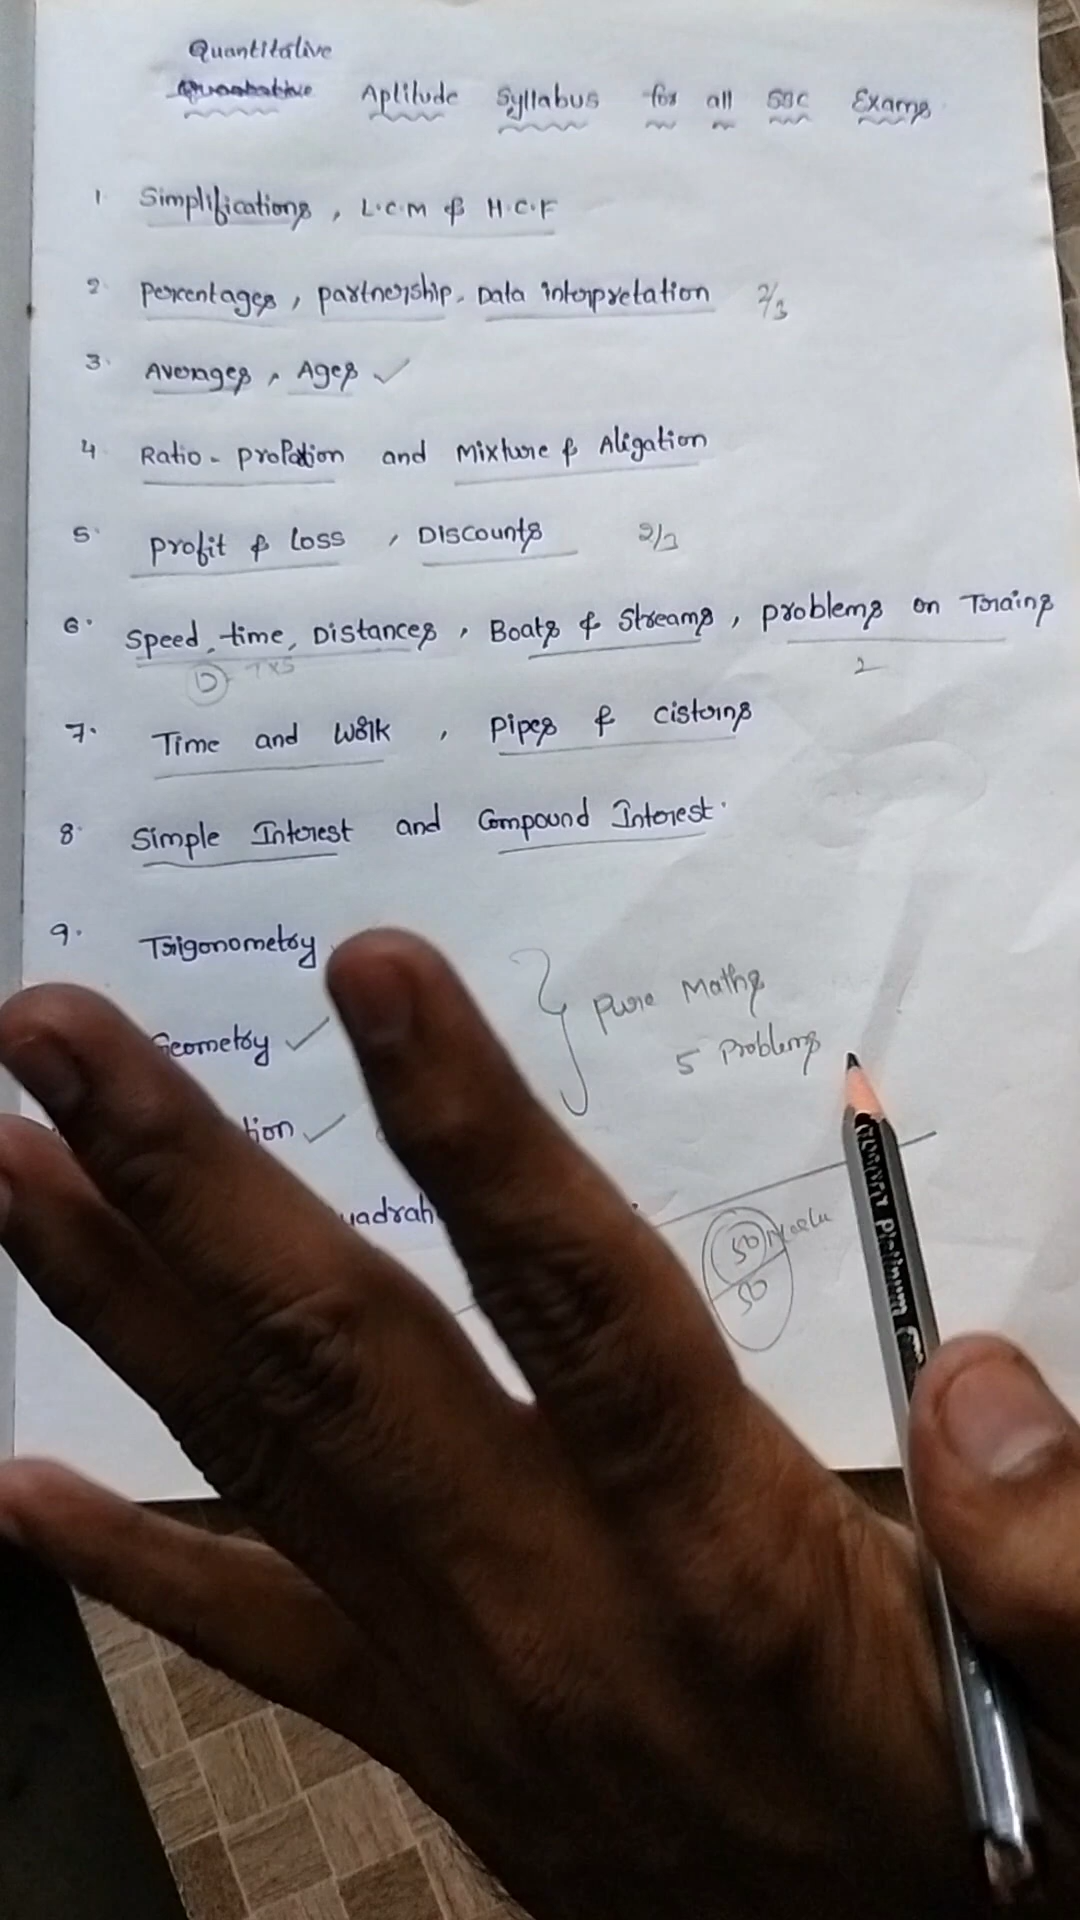 Quantitative
Aptitude Syllabus for all SSC Exams
1. Simplifications, L.C.M & H.C.F
2. Percentages, partnership. Data interpretation 2/3
3. Averages, Ages ✓
4. Ratio - propotion and Mixture & Aligation
5. Profit & Loss, Discounts 2/3
6. Speed, time, Distances, Boats & Streams, problems on Trains
7. Time and Work, Pipes & cisterns
8. Simple Interest and Compound Interest.
9. Trigonometry
Geometry ✓
Pure Maths
5 Problems
tion ✓
50
50
Platinum